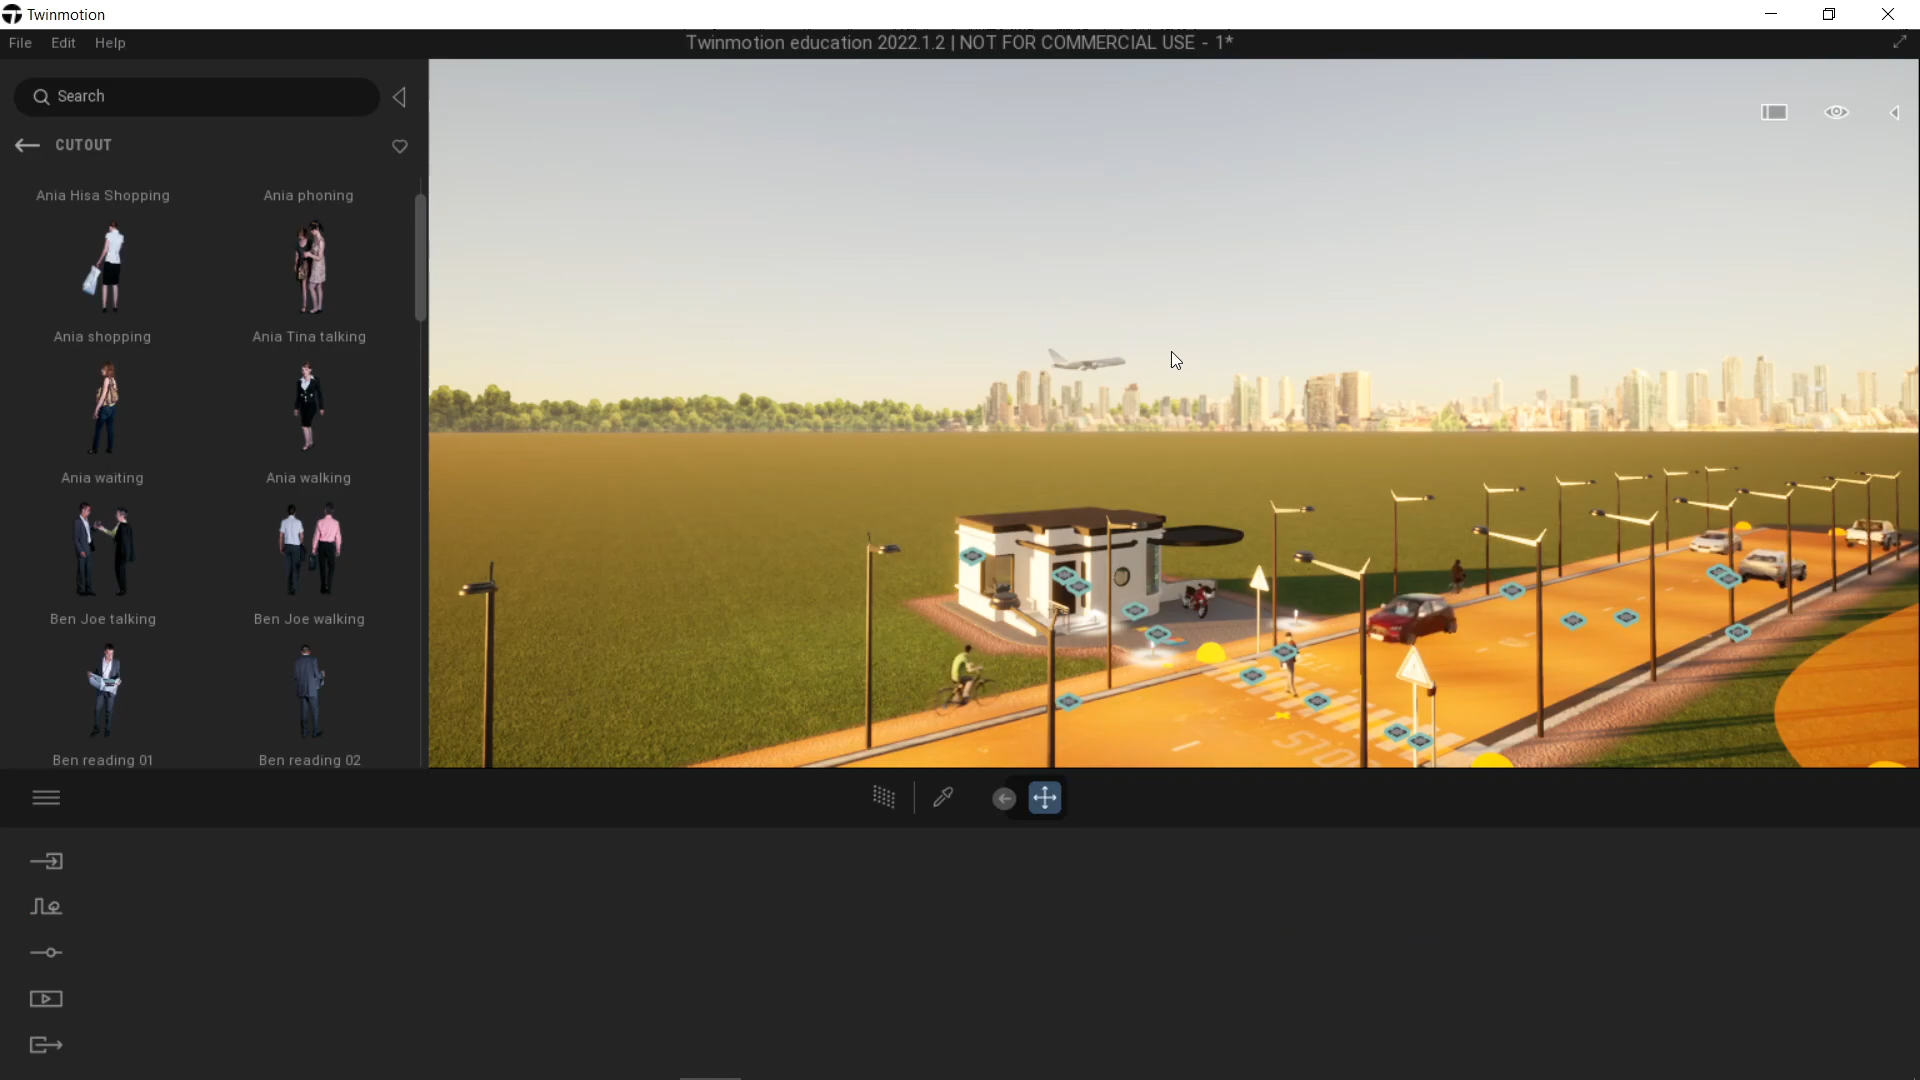 Twinmotion
File Edit Help
Twinmotion education 2022.1.2 | NOT FOR COMMERCIAL USE - 1*
Search
CUTOUT
Ania Hisa Shopping Ania phoning
Ania shopping Ania Tina talking
Ania waiting Ania walking
Ben Joe talking Ben Joe walking
Ben reading 01 Ben reading 02
STOP